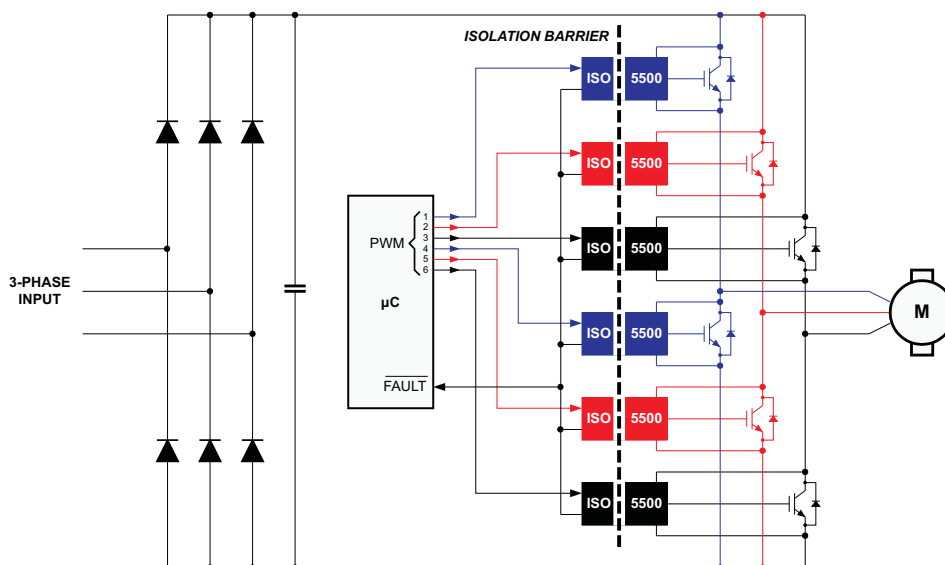 ISOLATION BARRIER
ISO 5500
ISO 5500
1
2
PWM 3
4
5
6
ISO 5500
3-PHASE
INPUT
µC
M
ISO 5500
FAULT
ISO 5500
ISO 5500